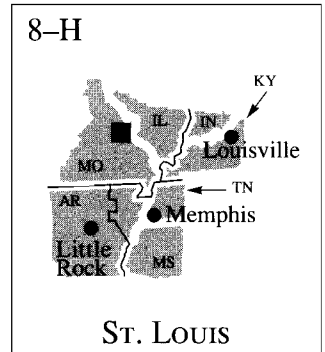 8–H
KY
IL
IN
Louisville
MO
TN
AR
Memphis
Little
Rock
MS
ST. LOUIS